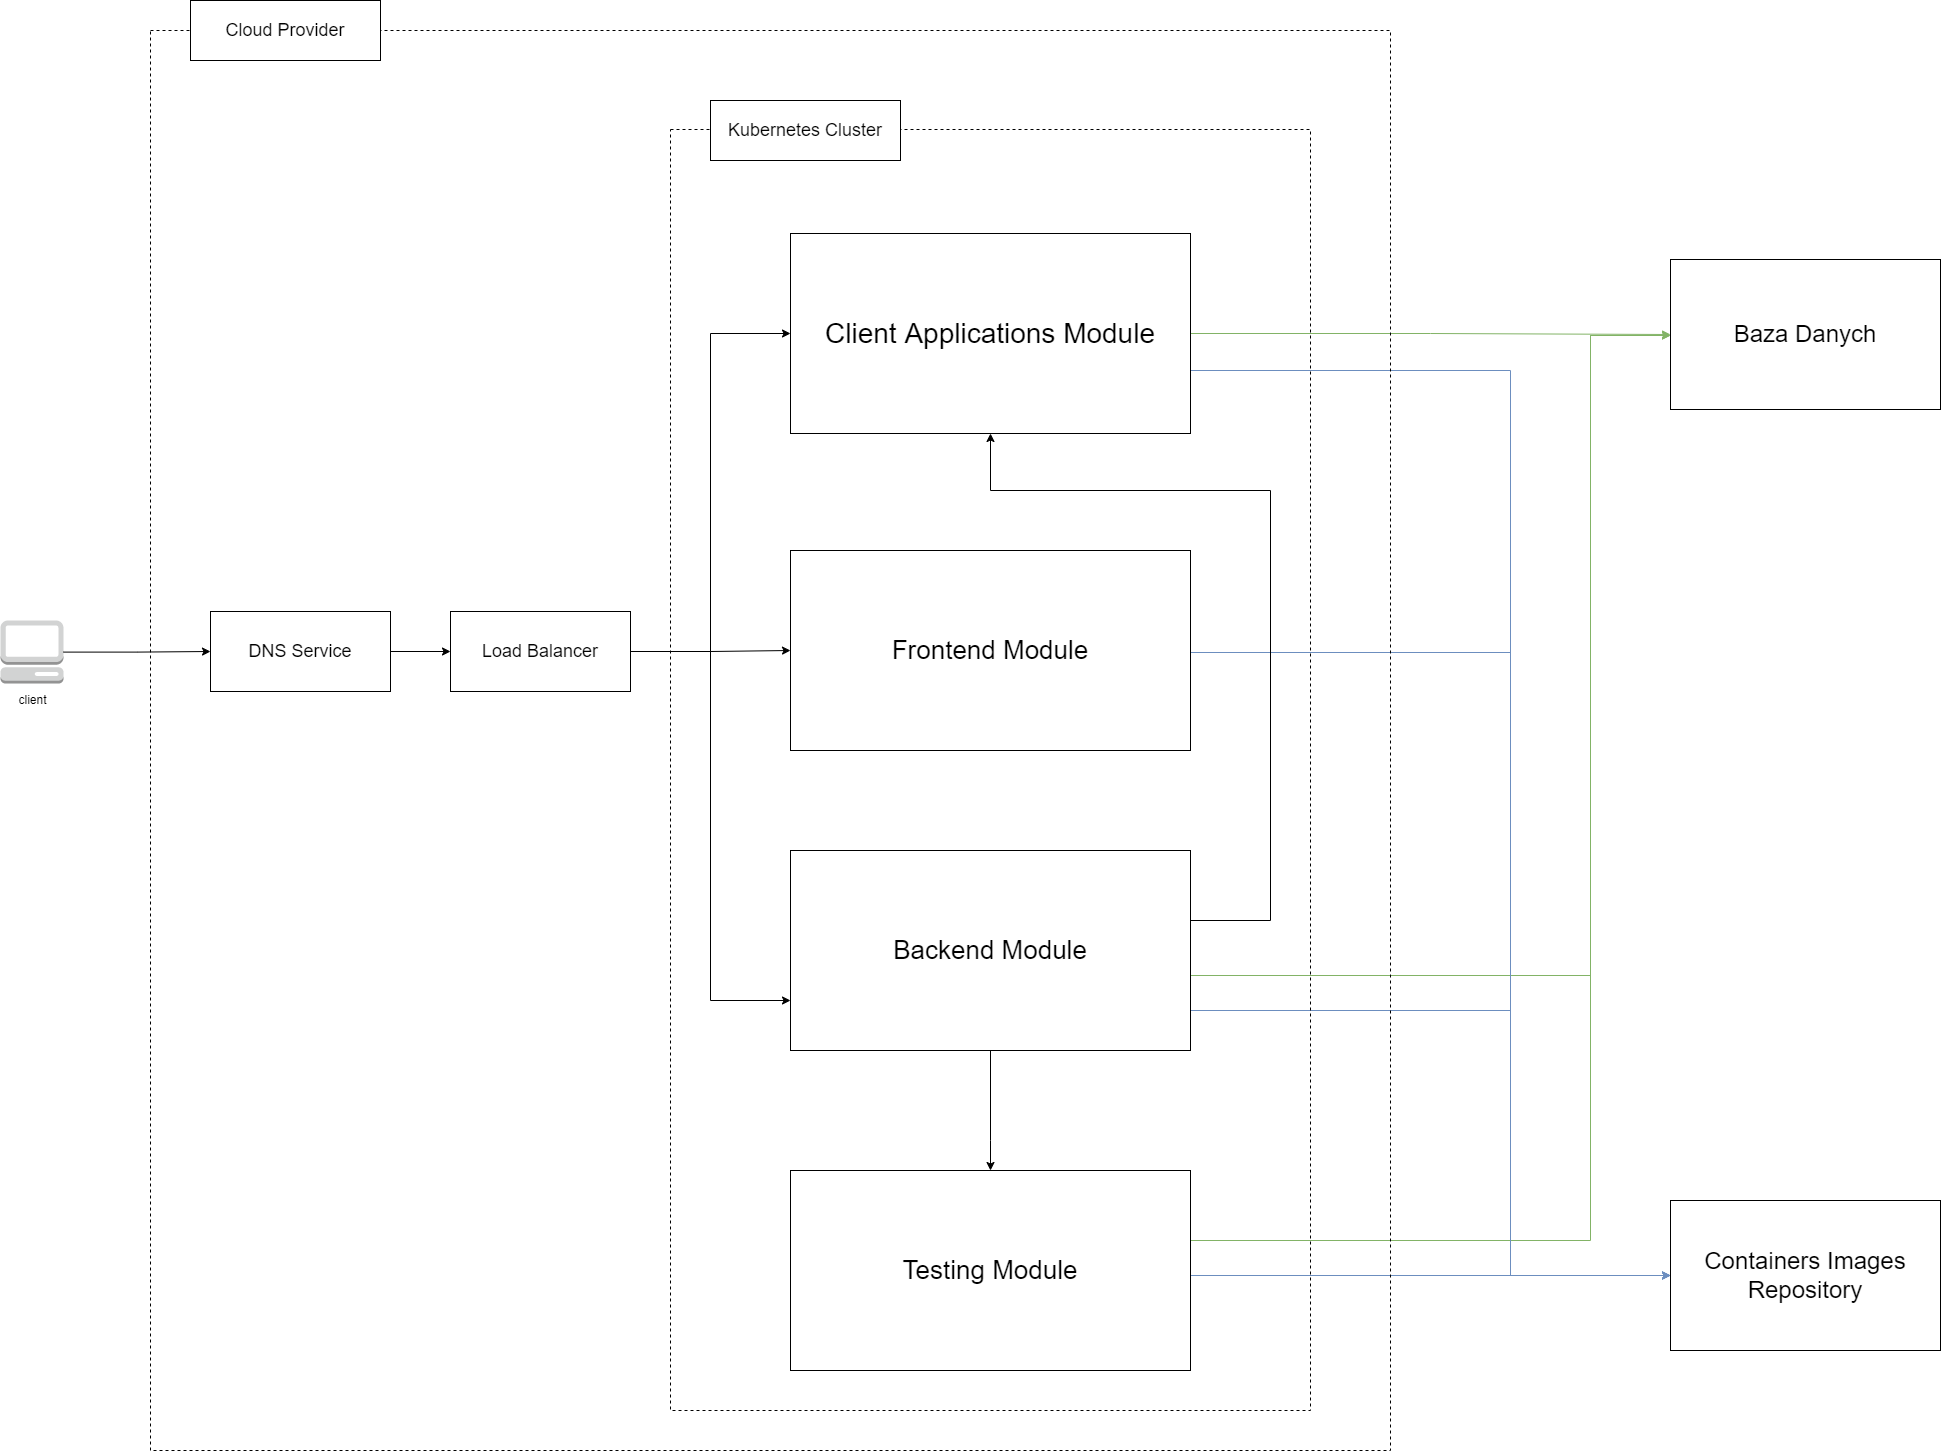 Cloud Provider
Kubernetes Cluster
Client Applications Module
Baza Danych
client
DNS Service
Load Balancer
Frontend Module
Backend Module
Testing Module
Containers Images
Repository